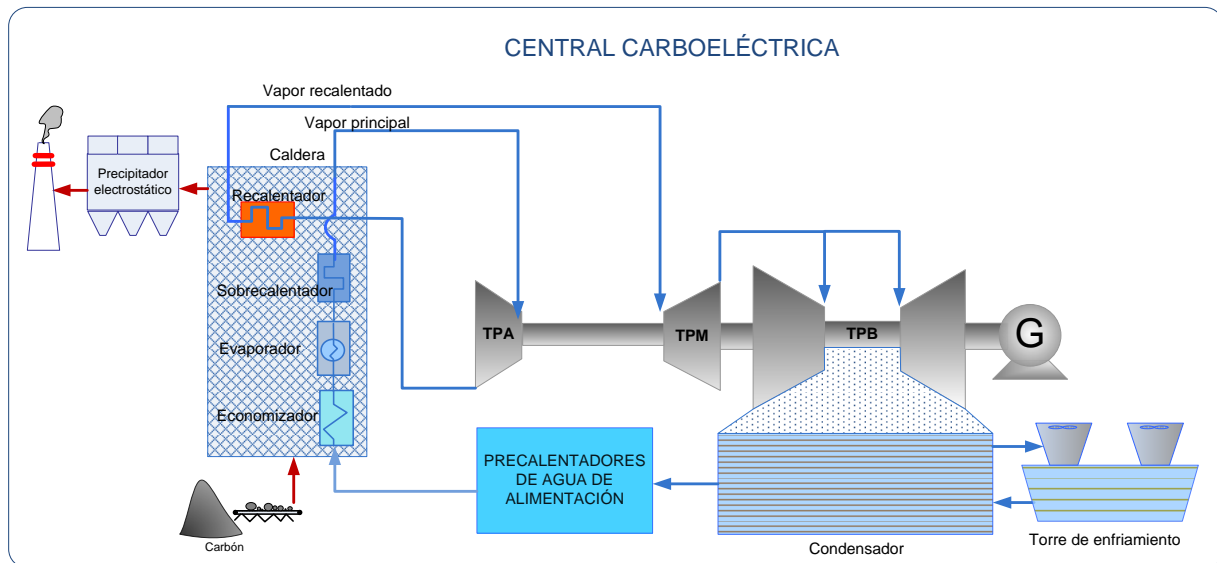 CENTRAL CARBOELÉCTRICA
Vapor recalentado
Vapor principal
Caldera
Precipitador
electrostático
Recalentador
Sobrecalentador
Evaporador
Economizador
TPA
TPM
TPB
G
PRECALENTADORES
DE AGUA DE
ALIMENTACIÓN
Carbón
Condensador
Torre de enfriamiento